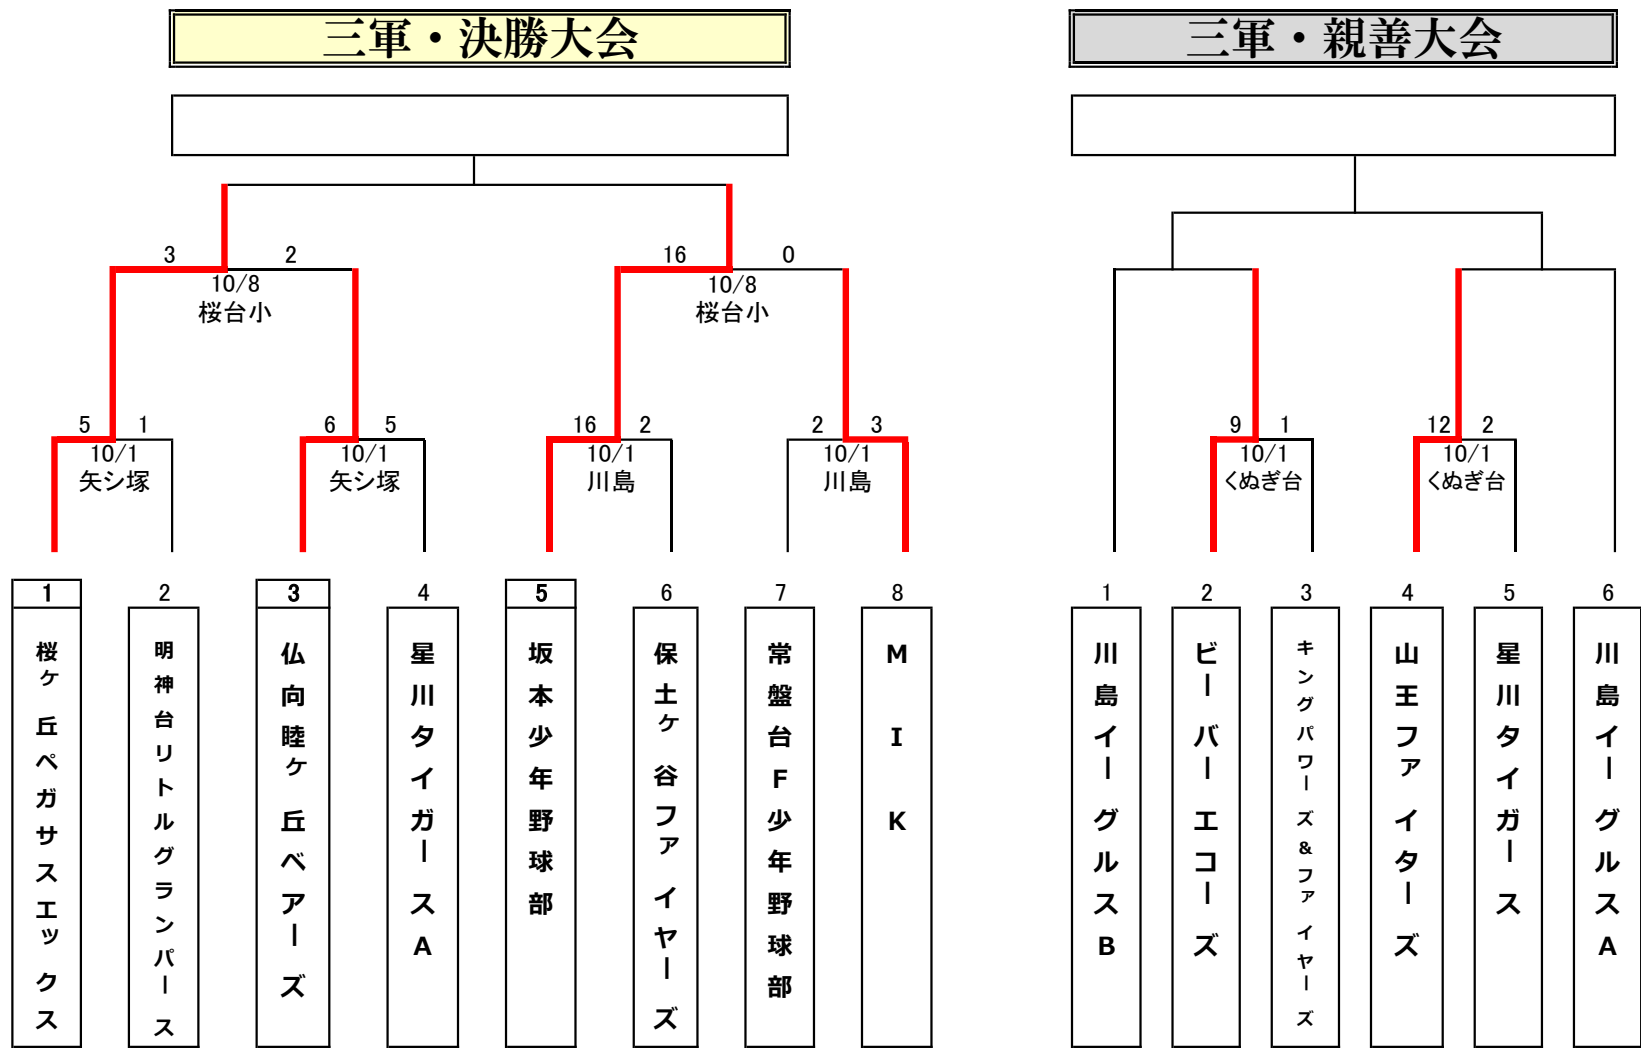 三軍・決勝大会
三軍・親善大会
3 2
10/8
桜台小
16 0
10/8
桜台小
5 1
10/1
矢シ塚
6 5
10/1
矢シ塚
16 2
10/1
川島
2 3
10/1
川島
9 1
10/1
くぬぎ台
12 2
10/1
くぬぎ台
1
桜ヶ丘ペガサスエックス
2
明神台リトルグランパース
3
仏向睦ヶ丘ベアーズ
4
星川タイガースA
5
坂本少年野球部
6
保土ヶ谷ファイヤーズ
7
常盤台F少年野球部
8
MIK
1
川島イーグルスB
2
ビーバーエコーズ
3
キングパワーズ&ファイヤーズ
4
山王ファイターズ
5
星川タイガース
6
川島イーグルスA